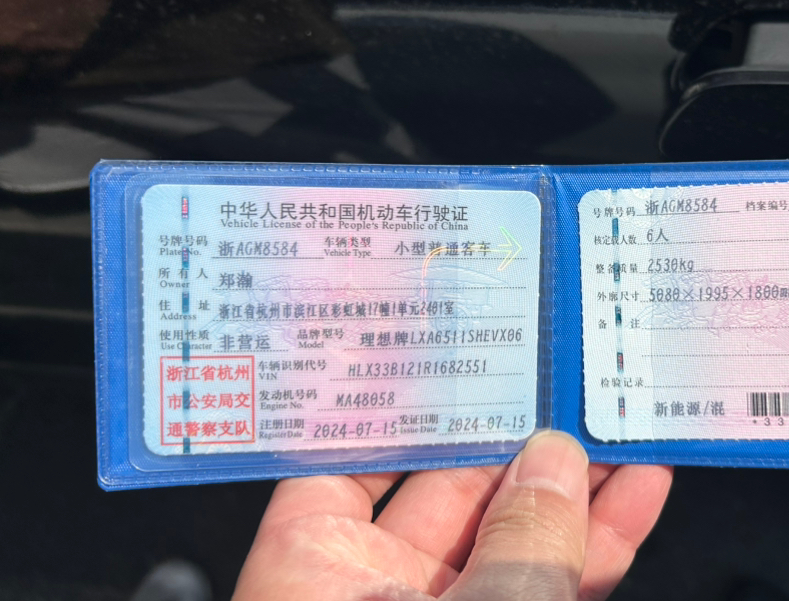 中华人民共和国机动车行驶证
Vehicle License of the People's Republic of China
号牌号码 浙AGM8584 车辆类型 小型普通客车
Plate No. Vehicle Type
所有人 郑瀚
Owner
住址 浙江省杭州市滨江区彩虹城17幢1单元2401室
Address
使用性质 非营运 品牌型号 理想牌LXA6511SHEVX06
Use Character Model
浙江省杭州
市公安局交
通警察支队
车辆识别代号 HLX33B121R1682551
VIN
发动机号码 MA48058
Engine No.
注册日期 2024-07-15 发证日期 2024-07-15
Register Date Issue Date
号牌号码 浙AGM8584 档案编号
核定载人数 6人
整备质量 2530kg
外廓尺寸 5080×1995×1800m
备注
检验记录
新能源/混
*33